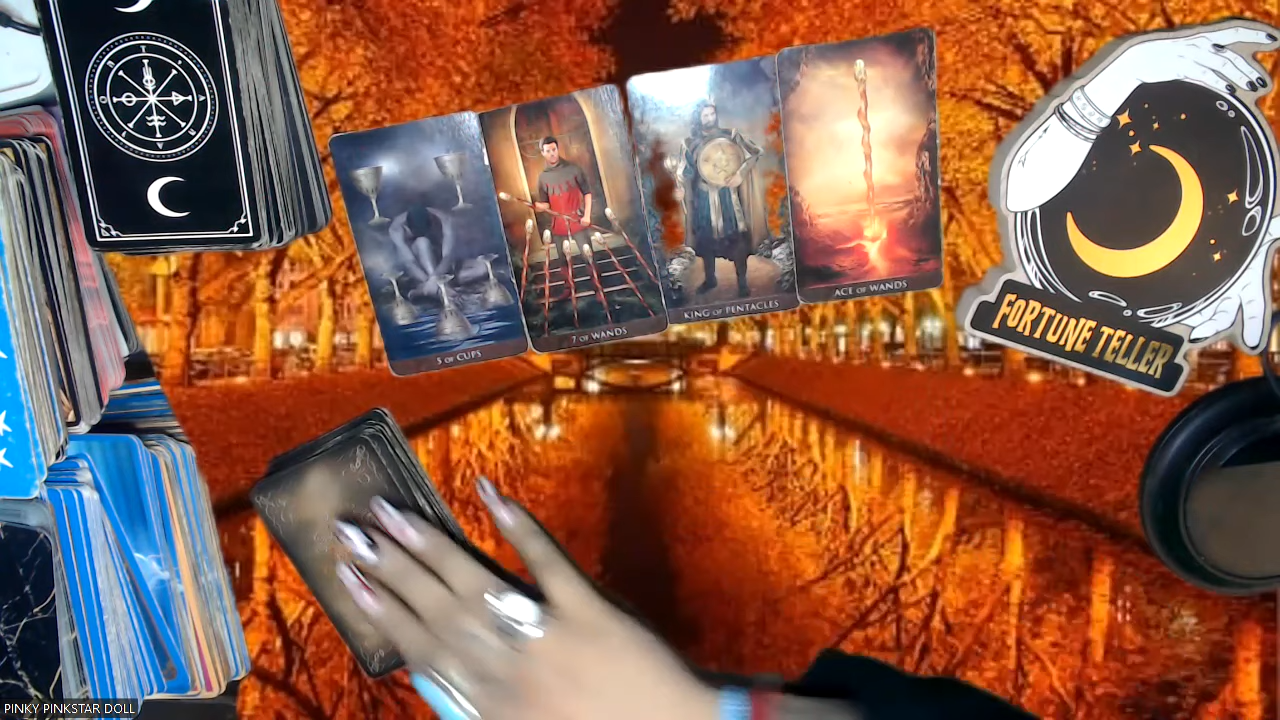 5 OF CUPS
7 OF WANDS
KING OF PENTACLES
ACE OF WANDS
FORTUNE TELLER
PINKY PINKSTAR DOLL